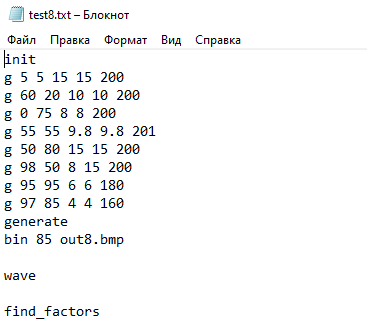 test8.txt – Блокнот
Файл Правка Формат Вид Справка
init
g 5 5 15 15 200
g 60 20 10 10 200
g 0 75 8 8 200
g 55 55 9.8 9.8 201
g 50 80 15 15 200
g 98 50 8 15 200
g 95 95 6 6 180
g 97 85 4 4 160
generate
bin 85 out8.bmp
wave
find_factors